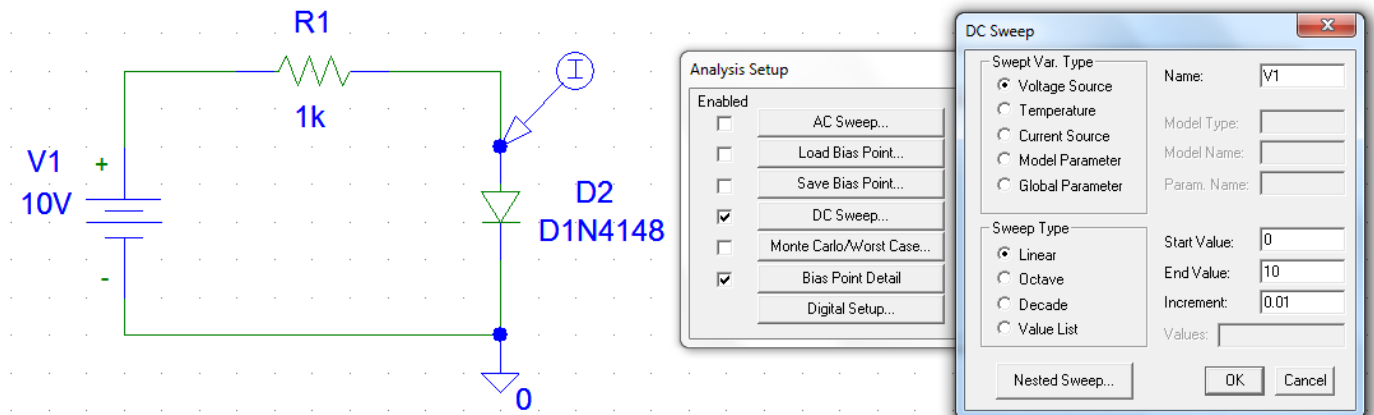 R1
1k
I
V1
+
10V
-
D2
D1N4148
0
Analysis Setup
Enabled
AC Sweep...
Load Bias Point...
Save Bias Point...
DC Sweep...
Monte Carlo/Worst Case...
Bias Point Detail
Digital Setup...
DC Sweep
Swept Var. Type
Voltage Source
Temperature
Current Source
Model Parameter
Global Parameter
Name: V1
Model Type:
Model Name:
Param. Name:
Sweep Type
Linear
Octave
Decade
Value List
Start Value: 0
End Value: 10
Increment: 0.01
Values:
Nested Sweep...
OK
Cancel